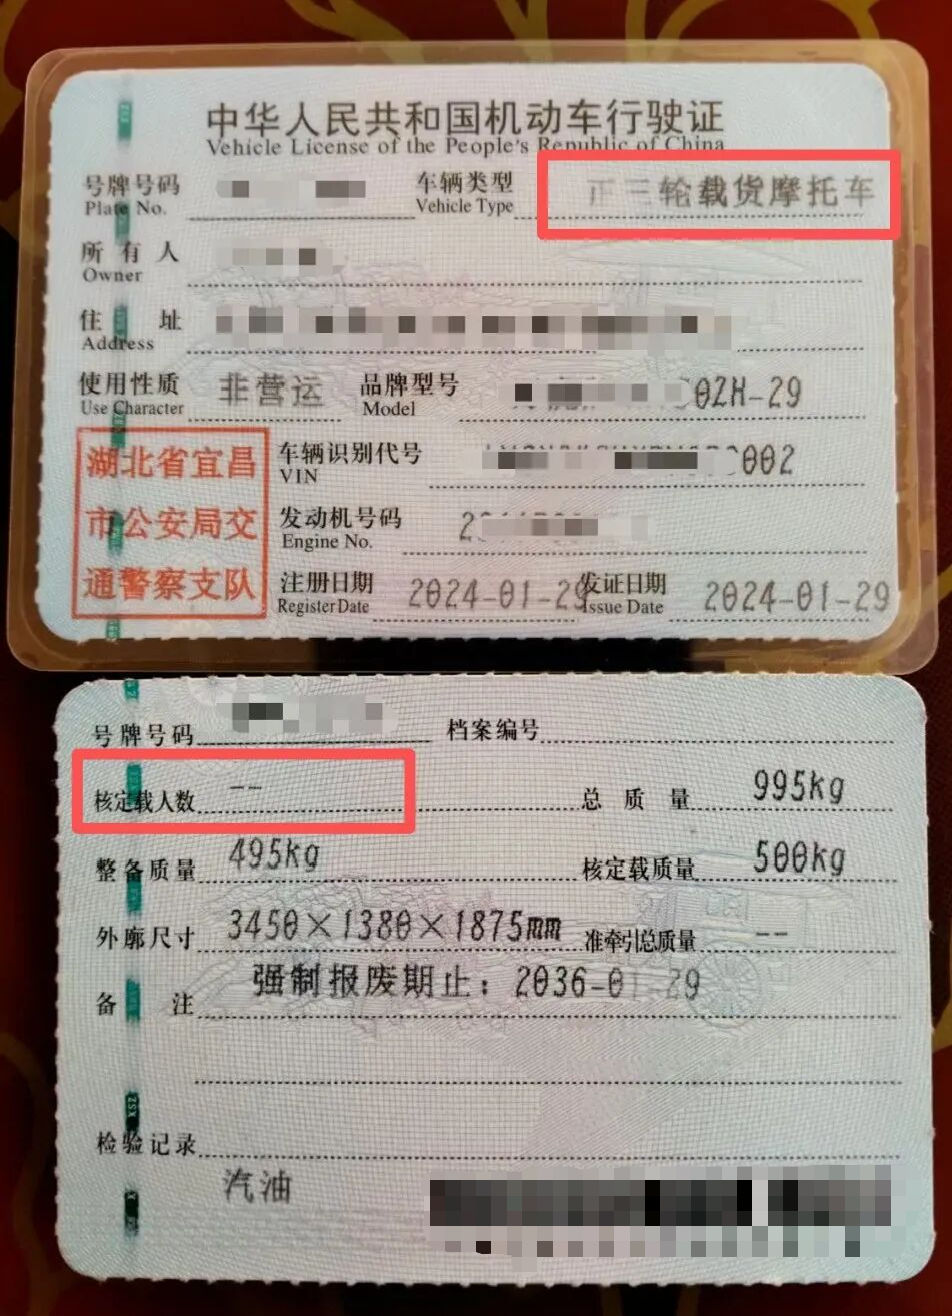 中华人民共和国机动车行驶证
Vehicle License of the People's Republic of China
号牌号码 车辆类型 正三轮载货摩托车
Plate No. Vehicle Type
所有人
Owner
住址
Address
使用性质 非营运 品牌型号 0ZH-29
Use Character Model
湖北省宜昌
市公安局交
通警察支队
车辆识别代号 002
VIN
发动机号码 2
Engine No.
注册日期 2024-01-29 发证日期 2024-01-29
Register Date Issue Date
号牌号码 档案编号
核定载人数 -- 总质量 995kg
整备质量 495kg 核定载质量 500kg
外廓尺寸 3450×1380×1875mm 准牵引总质量 --
备注 强制报废期止：2036-01-29
检验记录
汽油